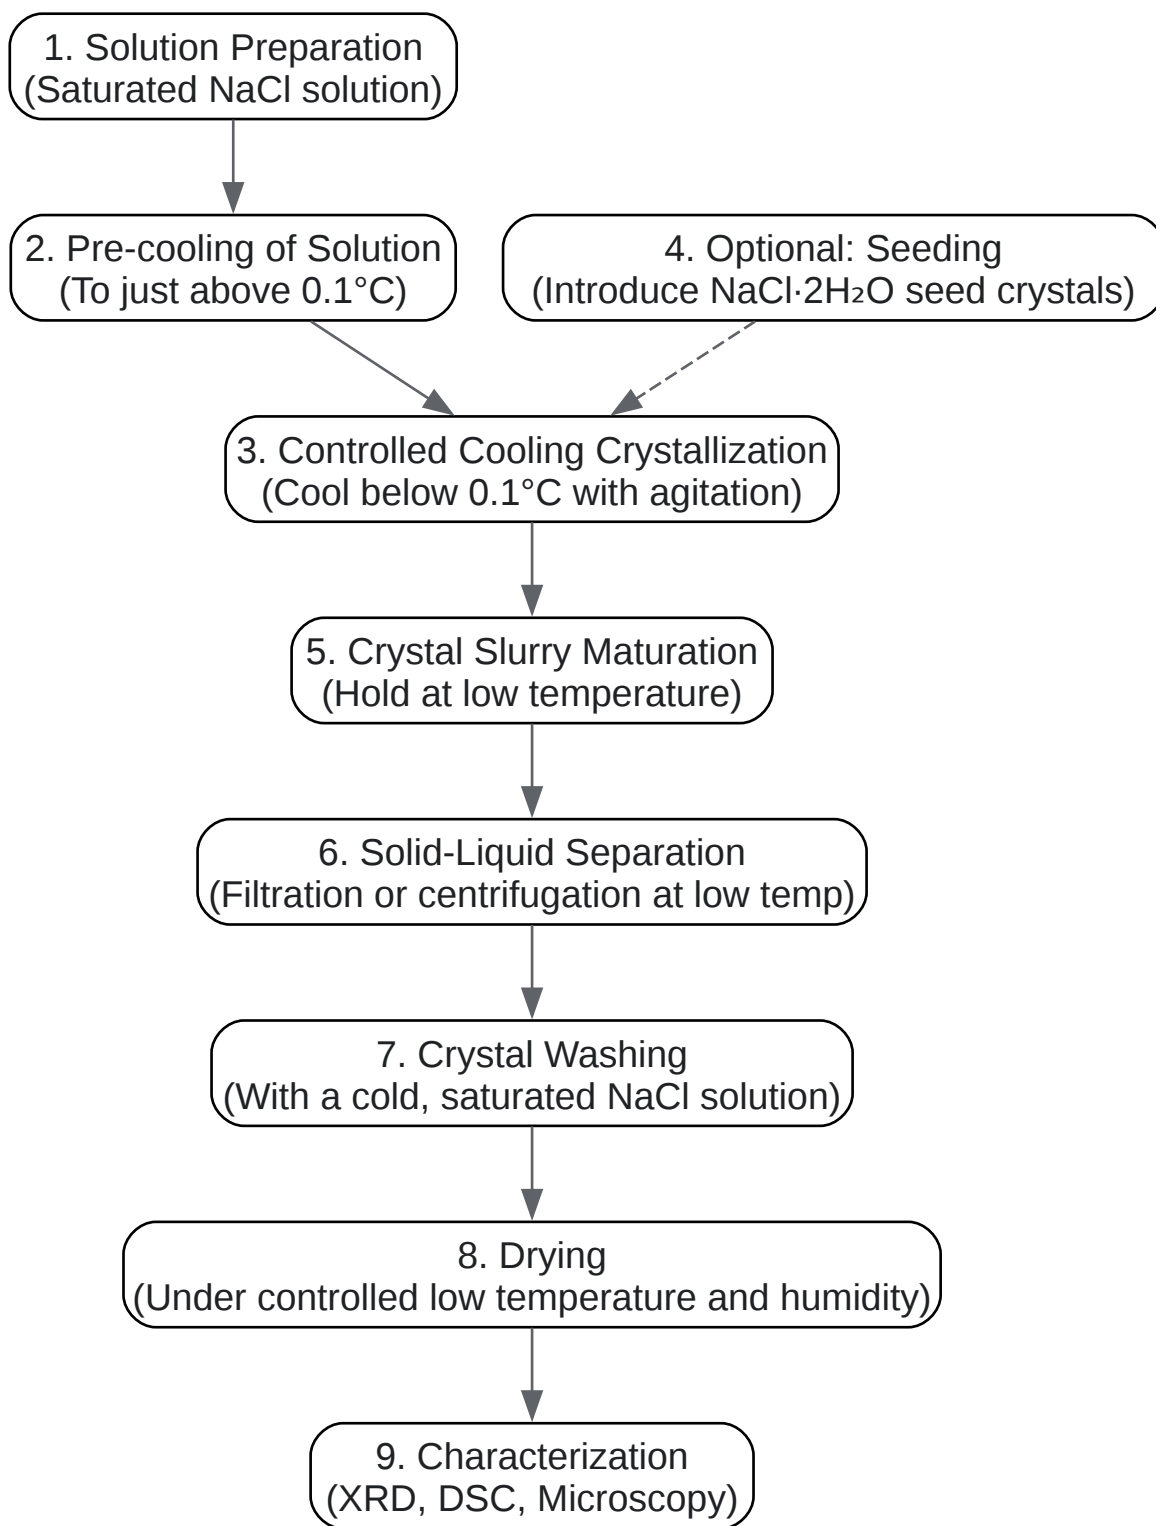 1. Solution Preparation
(Saturated NaCl solution)
2. Pre-cooling of Solution
(To just above 0.1°C)
4. Optional: Seeding
(Introduce NaCl·2H₂O seed crystals)
3. Controlled Cooling Crystallization
(Cool below 0.1°C with agitation)
5. Crystal Slurry Maturation
(Hold at low temperature)
6. Solid-Liquid Separation
(Filtration or centrifugation at low temp)
7. Crystal Washing
(With a cold, saturated NaCl solution)
8. Drying
(Under controlled low temperature and humidity)
9. Characterization
(XRD, DSC, Microscopy)